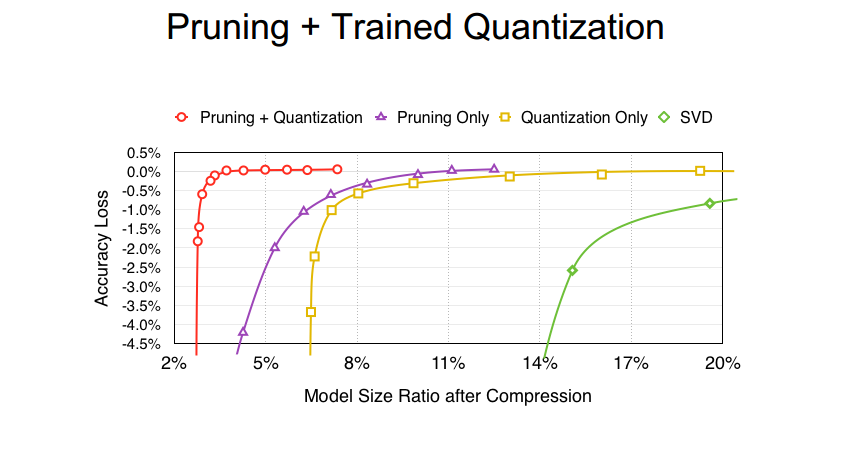 Pruning + Trained Quantization
Pruning + Quantization Pruning Only Quantization Only SVD
0.5%
0.0%
-0.5%
-1.0%
-1.5%
-2.0%
-2.5%
-3.0%
-3.5%
-4.0%
-4.5%
Accuracy Loss
2% 5% 8% 11% 14% 17% 20%
Model Size Ratio after Compression